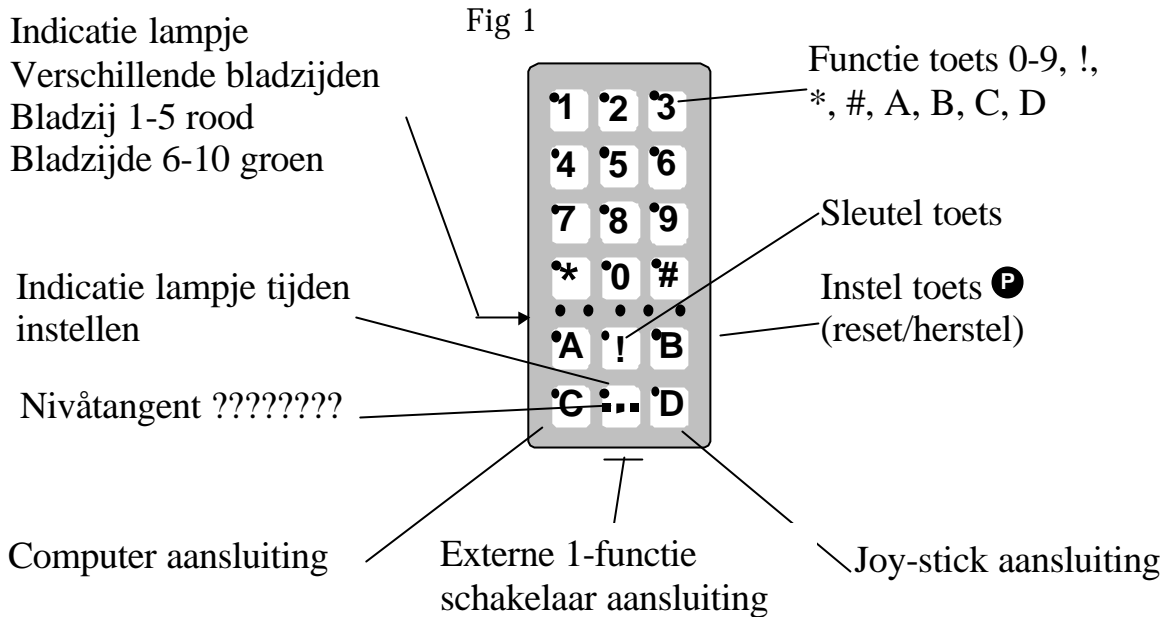 Fig 1
Indicatie lampje
Verschillende bladzijden
Bladzij 1-5 rood
Bladzijde 6-10 groen
Functie toets 0-9, !,
*, #, A, B, C, D
1 2 3
4 5 6
7 8 9
* 0 #
A ! B
C D
Sleutel toets
Instel toets P
(reset/herstel)
Indicatie lampje tijden
instellen
Nivåtangent ????????
Computer aansluiting
Externe 1-functie
schakelaar aansluiting
Joy-stick aansluiting